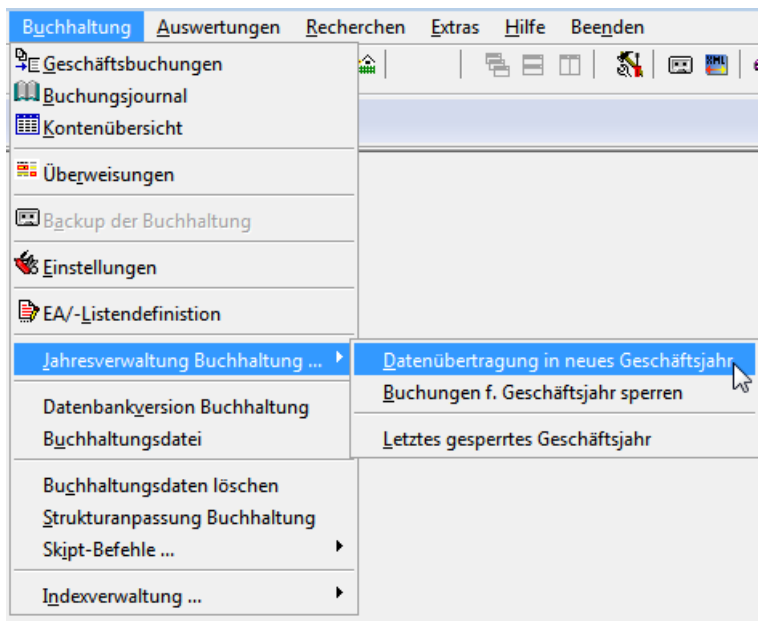 Buchhaltung Auswertungen Recherchen Extras Hilfe Beenden
Geschäftsbuchungen
Buchungsjournal
Kontenübersicht
Überweisungen
Backup der Buchhaltung
Einstellungen
EA/-Listendefinistion
Jahresverwaltung Buchhaltung ...
Datenübertragung in neues Geschäftsjahr
Buchungen f. Geschäftsjahr sperren
Letztes gesperrtes Geschäftsjahr
Datenbankversion Buchhaltung
Buchhaltungsdatei
Buchhaltungsdaten löschen
Strukturanpassung Buchhaltung
Skipt-Befehle ...
Indexverwaltung ...
XML